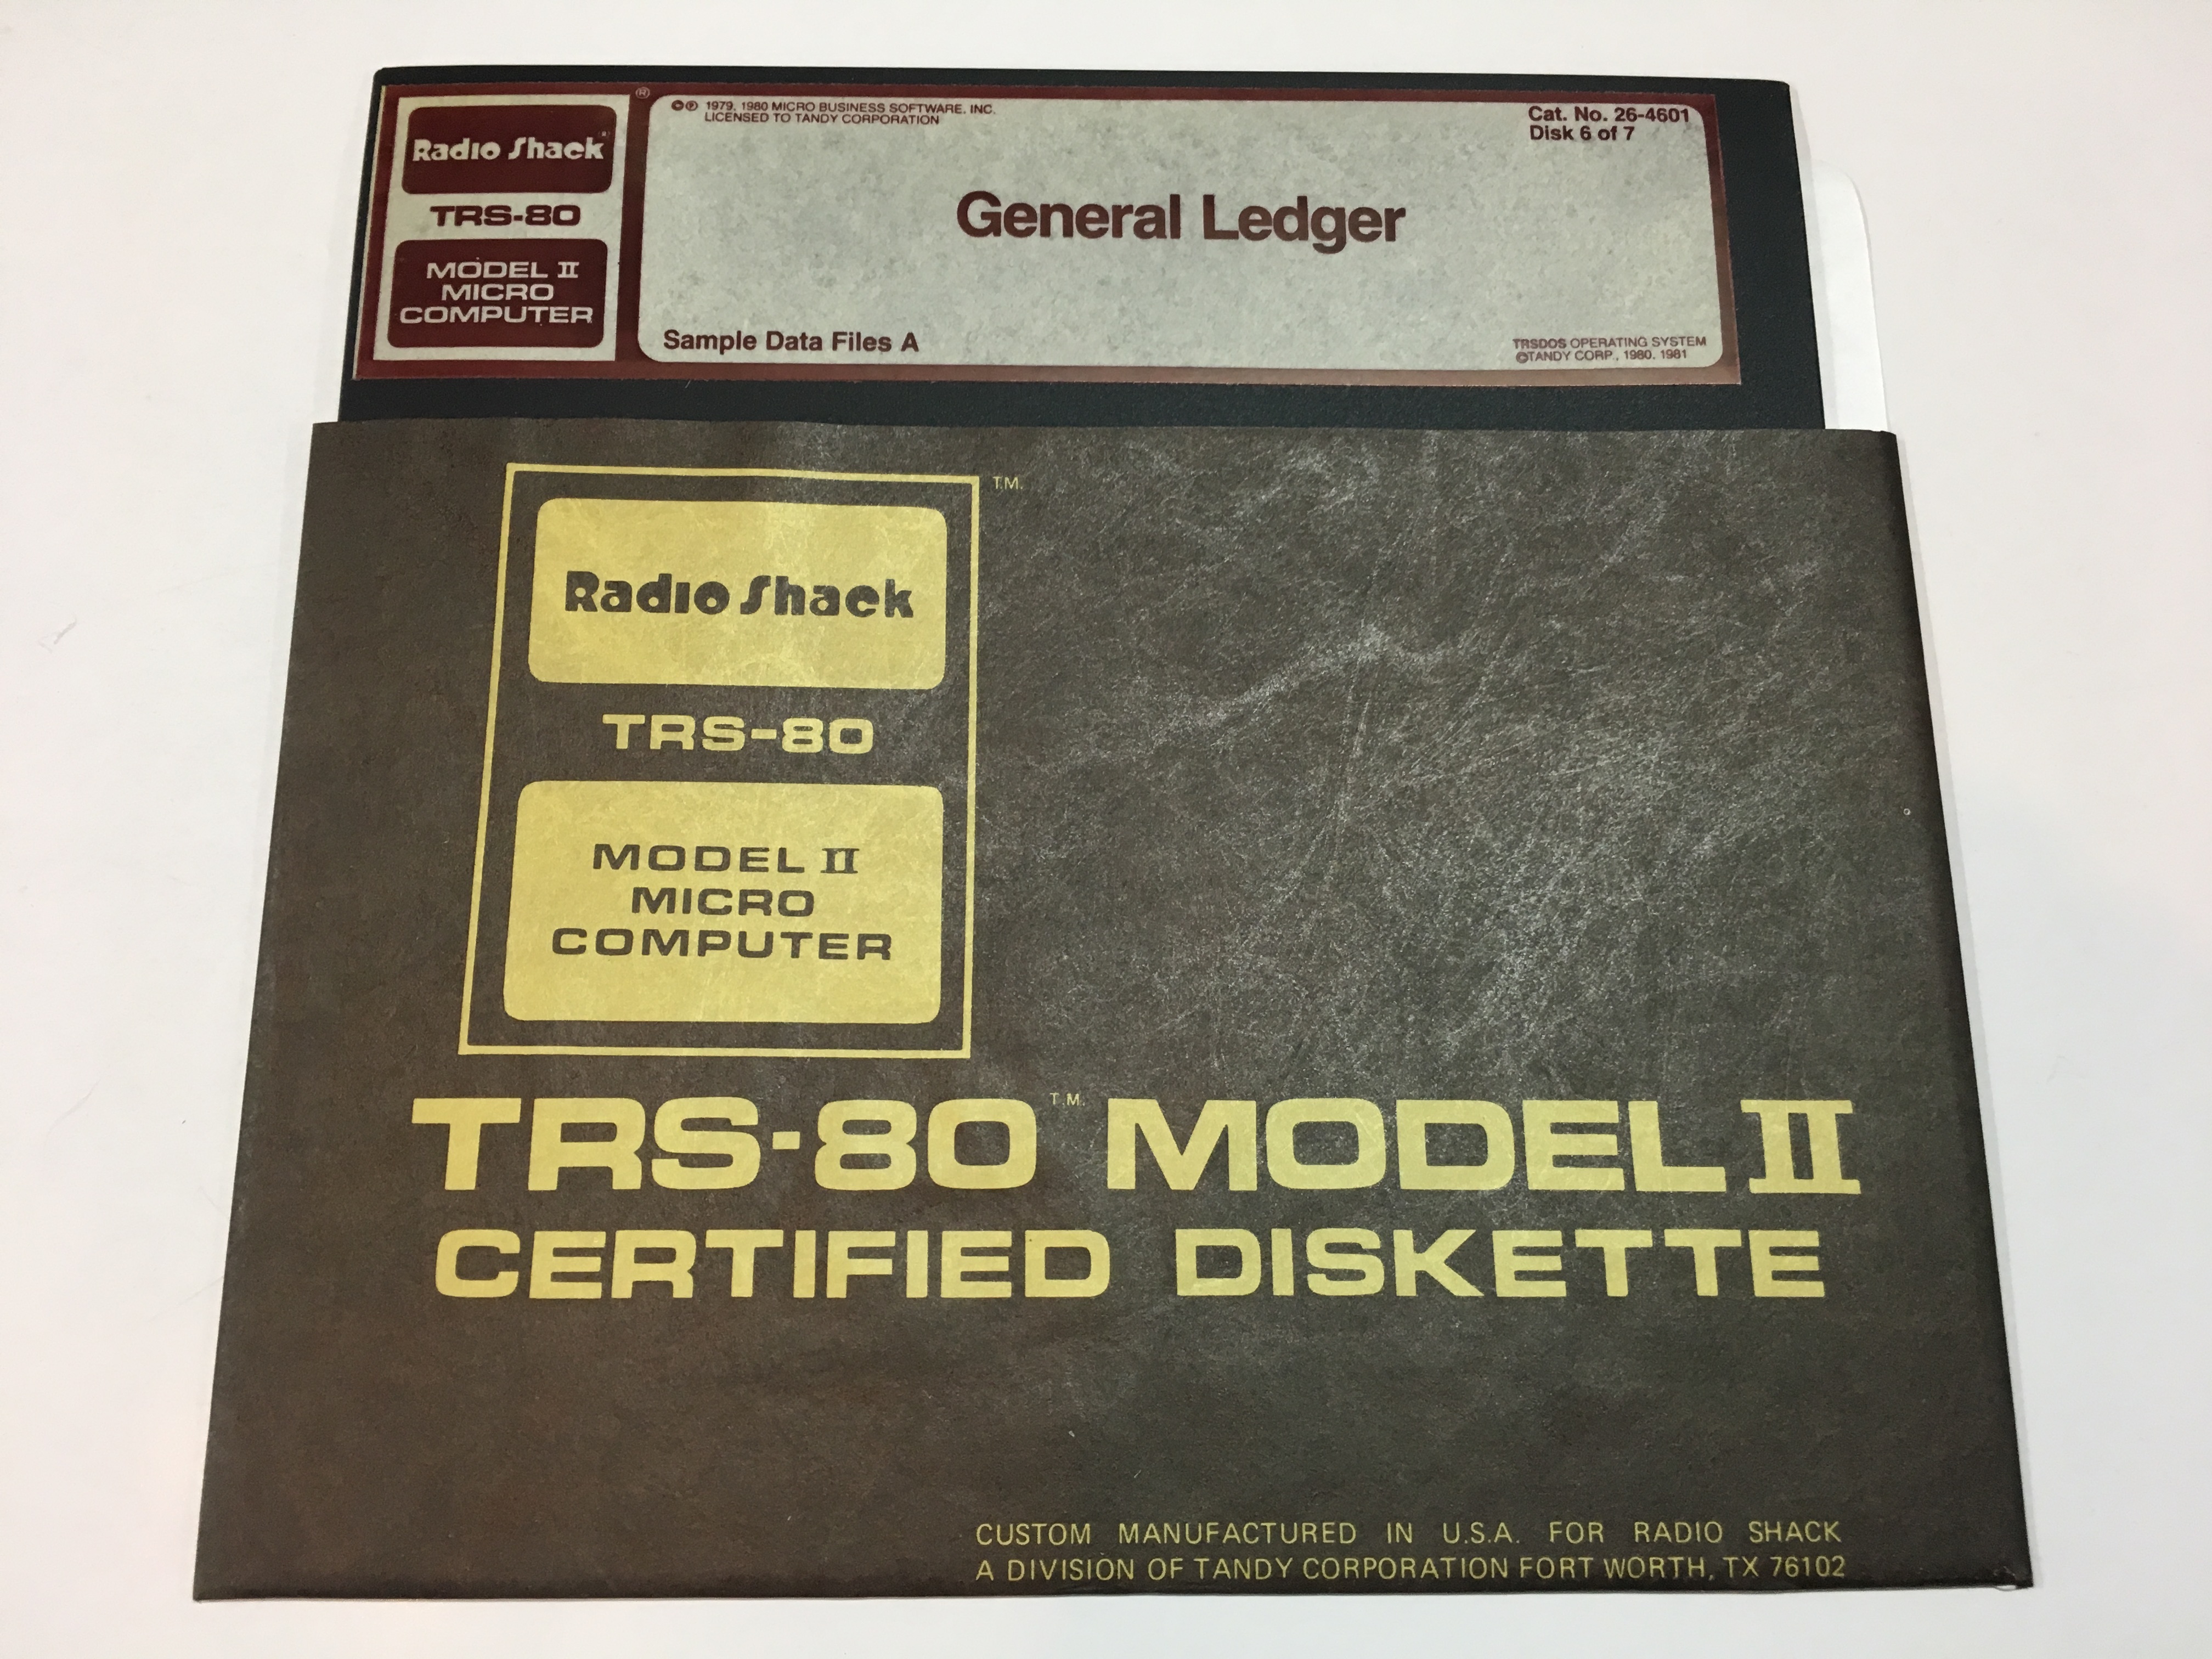 Radio Shack®
TRS-80
MODEL II
MICRO
COMPUTER
®
©℗ 1979, 1980 MICRO BUSINESS SOFTWARE, INC.
LICENSED TO TANDY CORPORATION
Cat. No. 26-4601
Disk 6 of 7
General Ledger
Sample Data Files A
TRSDOS OPERATING SYSTEM
©TANDY CORP., 1980, 1981
T.M.
Radio Shack
TRS-80
MODEL II
MICRO
COMPUTER
TRS-80 T.M. MODEL II
CERTIFIED DISKETTE
CUSTOM MANUFACTURED IN U.S.A. FOR RADIO SHACK
A DIVISION OF TANDY CORPORATION FORT WORTH, TX 76102